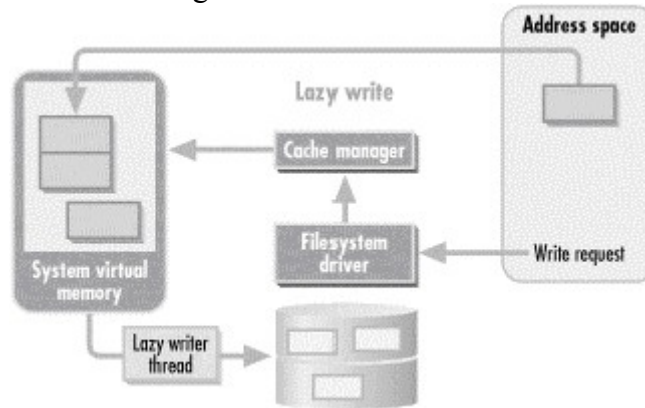 Address space
Lazy write
Cache manager
Filesystem
driver
Write request
System virtual
memory
Lazy writer
thread